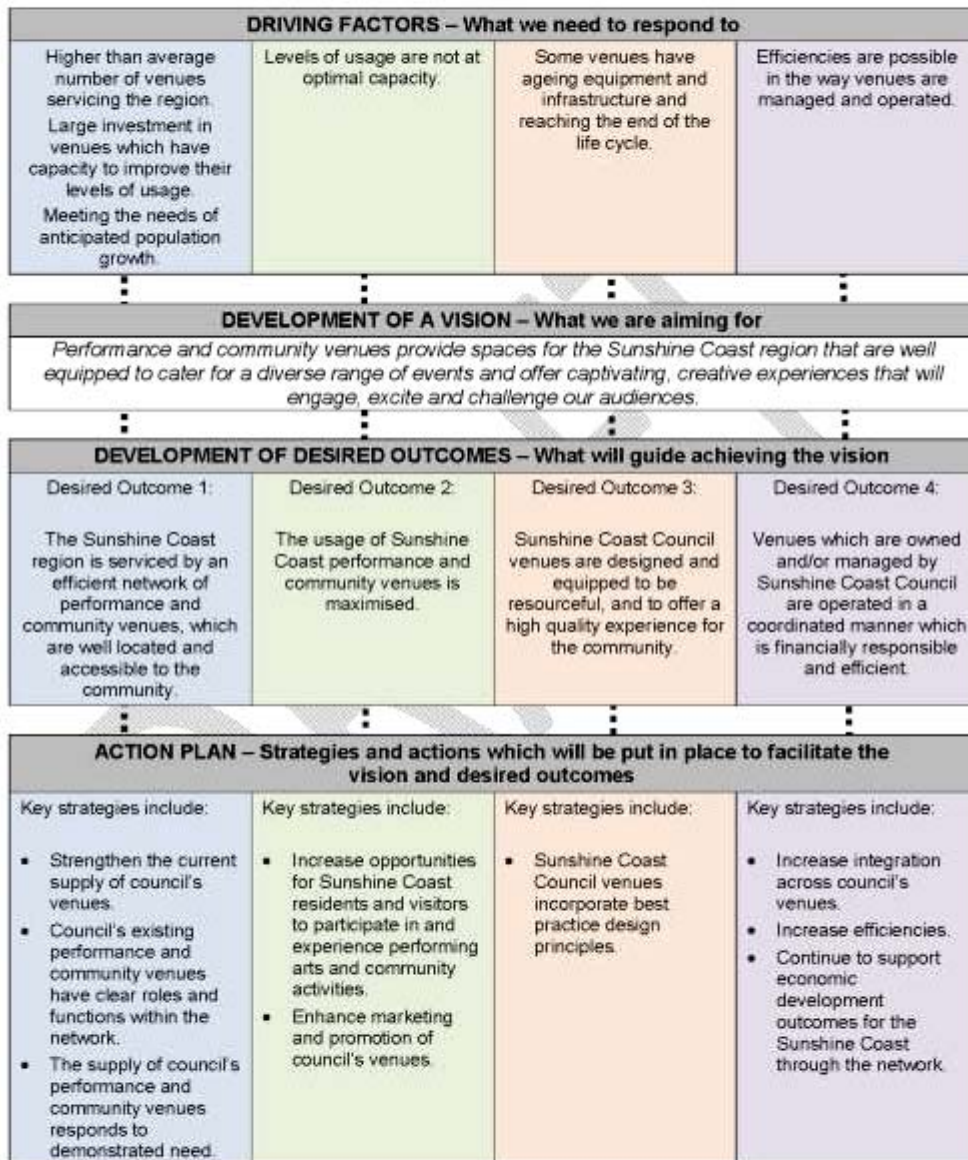 DRIVING FACTORS – What we need to respond to
Higher than average
number of venues
servicing the region.
Large investment in
venues which have
capacity to improve their
levels of usage.
Meeting the needs of
anticipated population
growth.
Levels of usage are not at
optimal capacity.
Some venues have
ageing equipment and
infrastructure and
reaching the end of the
life cycle.
Efficiencies are possible
in the way venues are
managed and operated.
DEVELOPMENT OF A VISION – What we are aiming for
Performance and community venues provide spaces for the Sunshine Coast region that are well
equipped to cater for a diverse range of events and offer captivating, creative experiences that will
engage, excite and challenge our audiences.
DEVELOPMENT OF DESIRED OUTCOMES – What will guide achieving the vision
Desired Outcome 1:
The Sunshine Coast
region is serviced by an
efficient network of
performance and
community venues, which
are well located and
accessible to the
community.
Desired Outcome 2:
The usage of Sunshine
Coast performance and
community venues is
maximised.
Desired Outcome 3:
Sunshine Coast Council
venues are designed and
equipped to be
resourceful, and to offer a
high quality experience for
the community.
Desired Outcome 4:
Venues which are owned
and/or managed by
Sunshine Coast Council
are operated in a
coordinated manner which
is financially responsible
and efficient.
ACTION PLAN – Strategies and actions which will be put in place to facilitate the
vision and desired outcomes
Key strategies include:
• Strengthen the current
supply of council's
venues.
• Council's existing
performance and
community venues
have clear roles and
functions within the
network.
• The supply of council's
performance and
community venues
responds to
demonstrated need.
Key strategies include:
• Increase opportunities
for Sunshine Coast
residents and visitors
to participate in and
experience performing
arts and community
activities.
• Enhance marketing
and promotion of
council's venues.
Key strategies include:
• Sunshine Coast
Council venues
incorporate best
practice design
principles.
Key strategies include:
• Increase integration
across council's
venues.
• Increase efficiencies.
• Continue to support
economic
development
outcomes for the
Sunshine Coast
through the network.